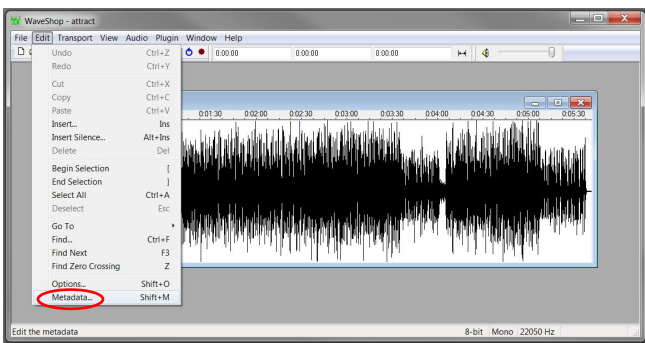 WaveShop - attract
File Edit Transport View Audio Plugin Window Help
0:00:00 0:00:00 0:00:00
Undo Ctrl+Z
Redo Ctrl+Y
Cut Ctrl+X
Copy Ctrl+C
Paste Ctrl+V
Insert... Ins
Insert Silence... Alt+Ins
Delete Del
Begin Selection [
End Selection ]
Select All Ctrl+A
Deselect Esc
Go To
Find... Ctrl+F
Find Next F3
Find Zero Crossing Z
Options... Shift+O
Metadata... Shift+M
0:01:30 0:02:00 0:02:30 0:03:00 0:03:30 0:04:00 0:04:30 0:05:00 0:05:30
Edit the metadata
8-bit Mono 22050 Hz